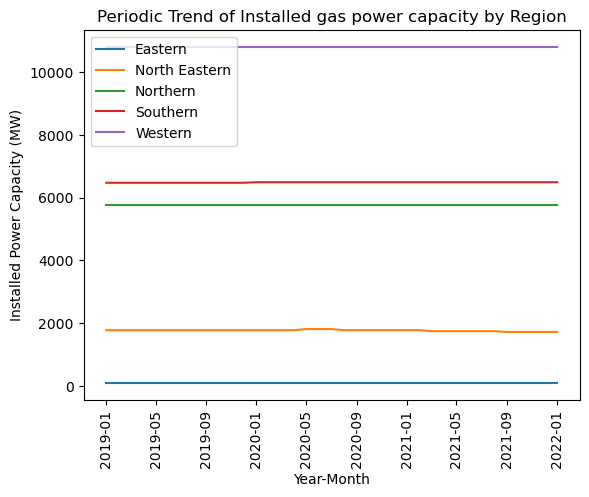 Periodic Trend of Installed gas power capacity by Region
Installed Power Capacity (MW)
10000
8000
6000
4000
2000
0
Eastern
North Eastern
Northern
Southern
Western
2019-01
2019-05
2019-09
2020-01
2020-05
2020-09
2021-01
2021-05
2021-09
2022-01
Year-Month